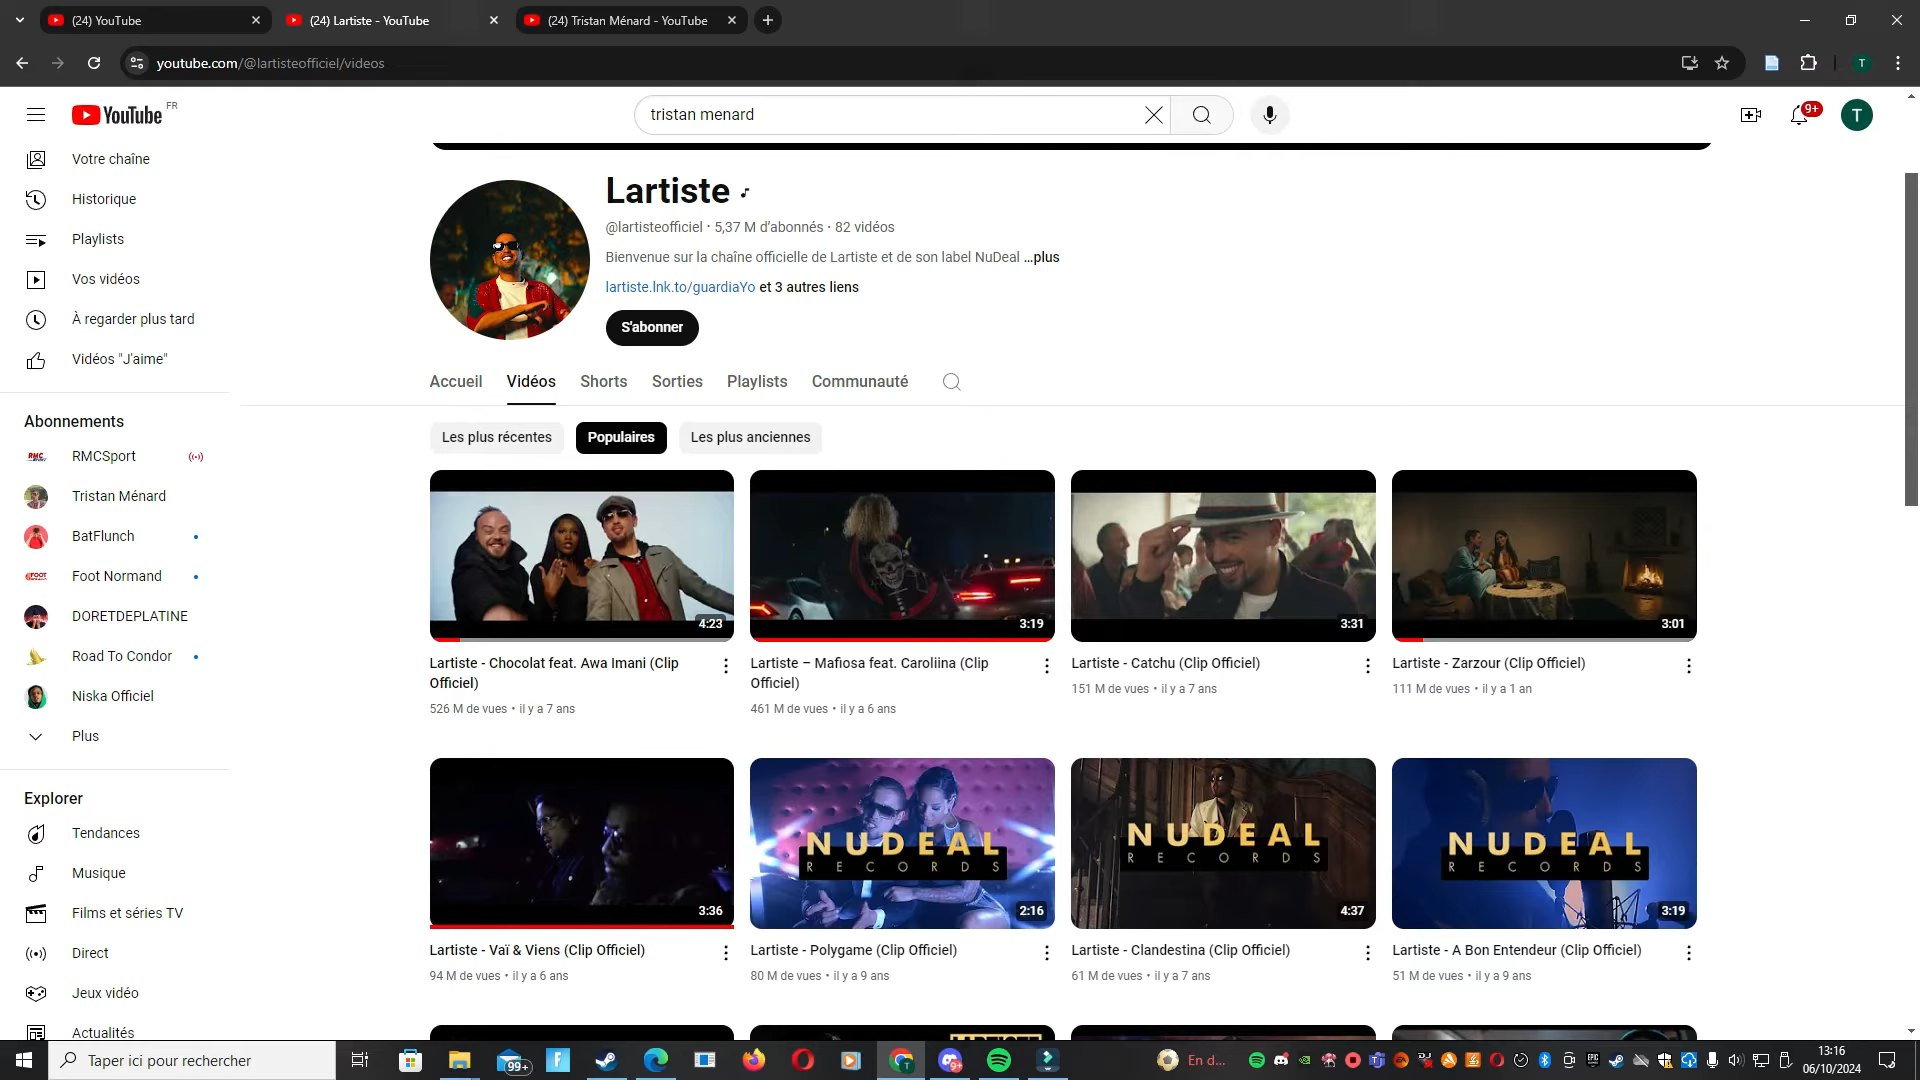 (24) YouTube
(24) Lartiste - YouTube
(24) Tristan Ménard - YouTube
youtube.com/@lartisteofficiel/videos
T
YouTube FR
tristan menard
9+
T
Votre chaîne
Historique
Playlists
Vos vidéos
À regarder plus tard
Vidéos "J'aime"
Abonnements
RMCSport
Tristan Ménard
BatFlunch
Foot Normand
DORETDEPLATINE
Road To Condor
Niska Officiel
Plus
Explorer
Tendances
Musique
Films et séries TV
Direct
Jeux vidéo
Actualités
Lartiste
@lartisteofficiel · 5,37 M d'abonnés · 82 vidéos
Bienvenue sur la chaîne officielle de Lartiste et de son label NuDeal ...plus
lartiste.lnk.to/guardiaYo et 3 autres liens
S'abonner
Accueil Vidéos Shorts Sorties Playlists Communauté
Les plus récentes Populaires Les plus anciennes
4:23
Lartiste - Chocolat feat. Awa Imani (Clip
Officiel)
526 M de vues • il y a 7 ans
3:19
Lartiste – Mafiosa feat. Caroliina (Clip
Officiel)
461 M de vues • il y a 6 ans
3:31
Lartiste - Catchu (Clip Officiel)
151 M de vues • il y a 7 ans
3:01
Lartiste - Zarzour (Clip Officiel)
111 M de vues • il y a 1 an
3:36
Lartiste - Vaï & Viens (Clip Officiel)
94 M de vues • il y a 6 ans
NUDEAL
RECORDS
2:16
Lartiste - Polygame (Clip Officiel)
80 M de vues • il y a 9 ans
NUDEAL
RECORDS
4:37
Lartiste - Clandestina (Clip Officiel)
61 M de vues • il y a 7 ans
NUDEAL
RECORDS
3:19
Lartiste - A Bon Entendeur (Clip Officiel)
51 M de vues • il y a 9 ans
Taper ici pour rechercher
99+
En d...
13:16
06/10/2024